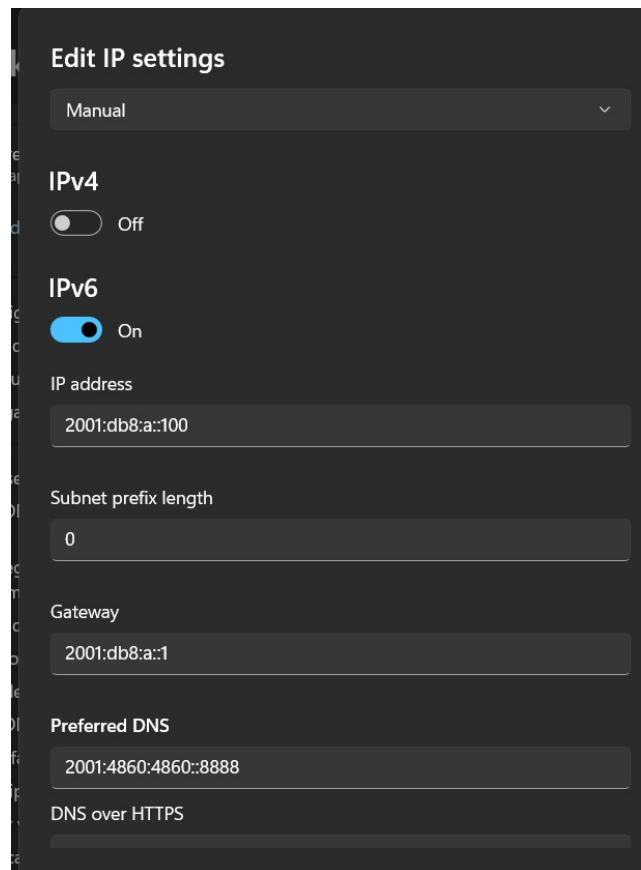 Edit IP settings
Manual
IPv4
Off
IPv6
On
IP address
2001:db8:a::100
Subnet prefix length
0
Gateway
2001:db8:a::1
Preferred DNS
2001:4860:4860::8888
DNS over HTTPS